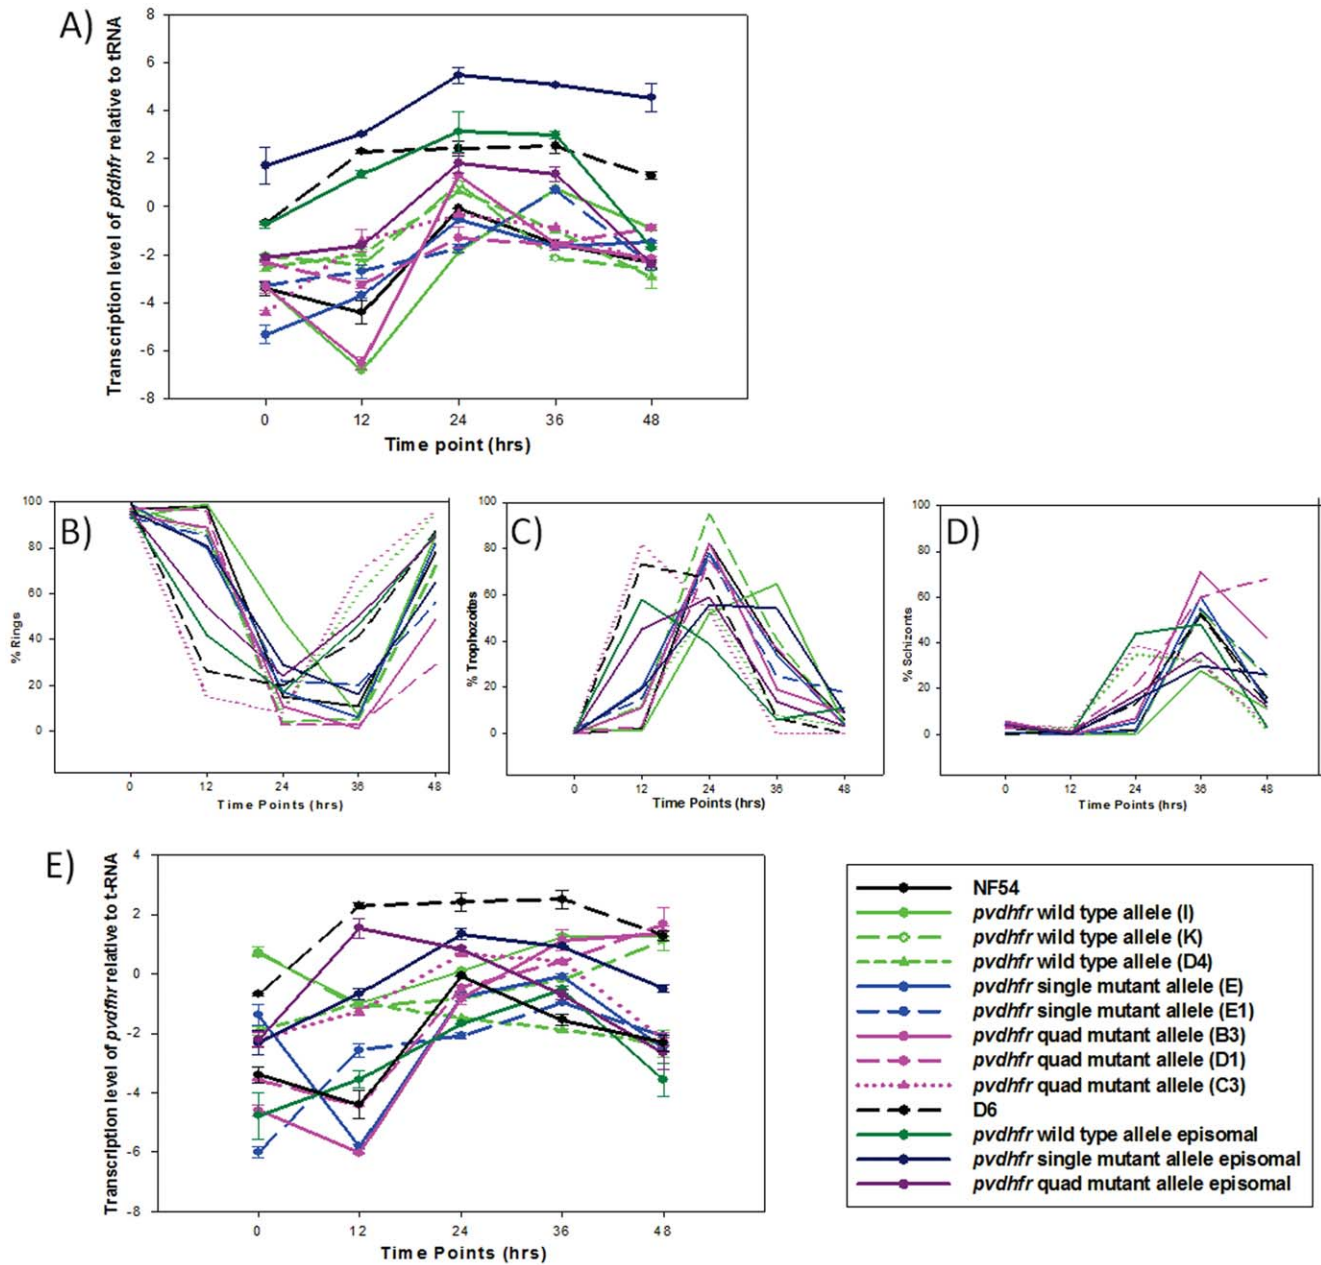 A)
Transcription level of pfdhfr relative to tRNA
8
6
4
2
0
-2
-4
-6
-8
0 12 24 36 48
Time point (hrs)
B)
% Rings
100
80
60
40
20
0
0 12 24 36 48
Time Points (hrs)
C)
% Trophozoites
100
80
60
40
20
0
0 12 24 36 48
Time Points (hrs)
D)
% Schizonts
100
80
60
40
20
0
0 12 24 36 48
Time Points (hrs)
E)
Transcription level of pvdhfr relative to t-RNA
4
2
0
-2
-4
-6
-8
0 12 24 36 48
Time Points (hrs)
NF54
pvdhfr wild type allele (I)
pvdhfr wild type allele (K)
pvdhfr wild type allele (D4)
pvdhfr single mutant allele (E)
pvdhfr single mutant allele (E1)
pvdhfr quad mutant allele (B3)
pvdhfr quad mutant allele (D1)
pvdhfr quad mutant allele (C3)
D6
pvdhfr wild type allele episomal
pvdhfr single mutant allele episomal
pvdhfr quad mutant allele episomal